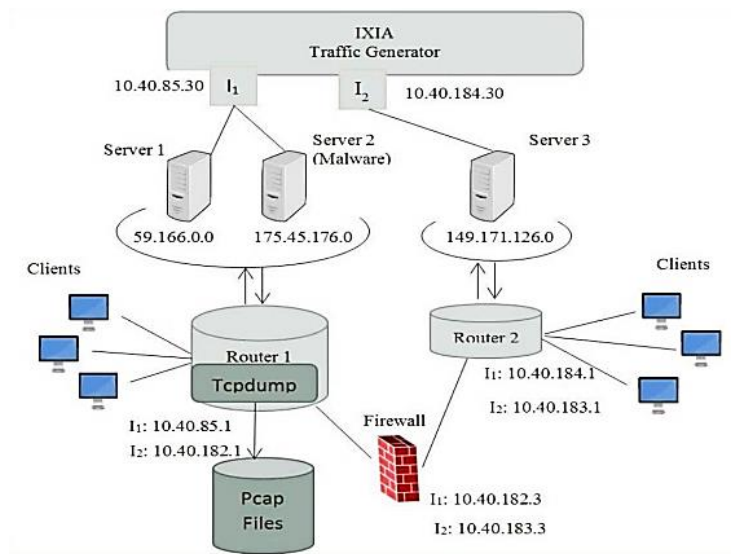 IXIA
Traffic Generator
10.40.85.30
I₁
I₂
10.40.184.30
Server 1
Server 2
(Malware)
Server 3
59.166.0.0
175.45.176.0
149.171.126.0
Clients
Clients
Router 1
Tcpdump
Router 2
I₁: 10.40.184.1
I₂: 10.40.183.1
I₁: 10.40.85.1
I₂: 10.40.182.1
Firewall
Pcap
Files
I₁: 10.40.182.3
I₂: 10.40.183.3